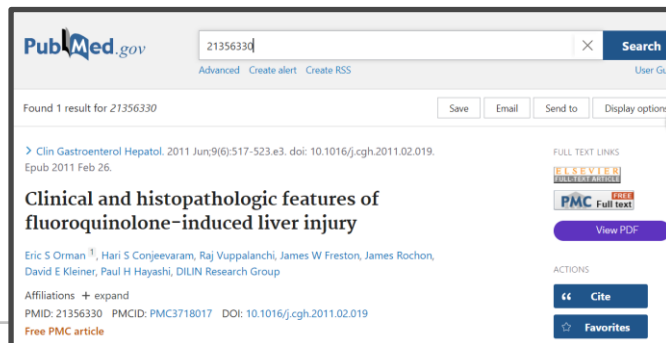 PubMed.gov
21356330
Search
Advanced Create alert Create RSS
User Gu
Found 1 result for 21356330
Save Email Send to Display options
> Clin Gastroenterol Hepatol. 2011 Jun;9(6):517-523.e3. doi: 10.1016/j.cgh.2011.02.019.
Epub 2011 Feb 26.
Clinical and histopathologic features of
fluoroquinolone-induced liver injury
Eric S Orman 1, Hari S Conjeevaram, Raj Vuppalanchi, James W Freston, James Rochon,
David E Kleiner, Paul H Hayashi, DILIN Research Group
Affiliations + expand
PMID: 21356330 PMCID: PMC3718017 DOI: 10.1016/j.cgh.2011.02.019
Free PMC article
FULL TEXT LINKS
ELSEVIER
FULL-TEXT ARTICLE
PMC FREE Full text
View PDF
ACTIONS
Cite
Favorites